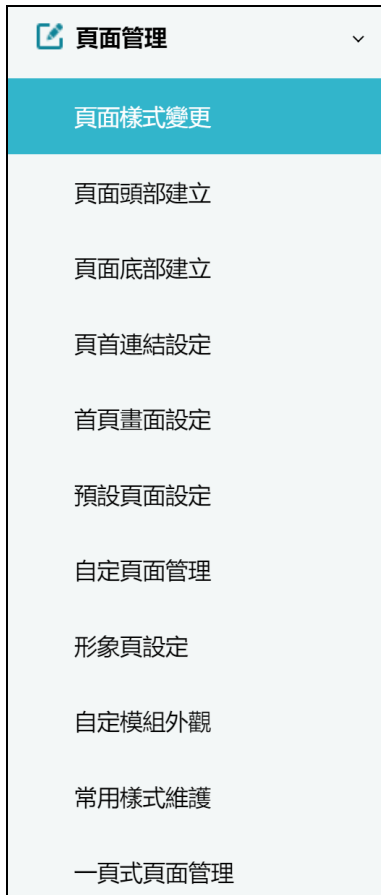 頁面管理
頁面樣式變更
頁面頭部建立
頁面底部建立
頁首連結設定
首頁畫面設定
預設頁面設定
自定頁面管理
形象頁設定
自定模組外觀
常用樣式維護
一頁式頁面管理